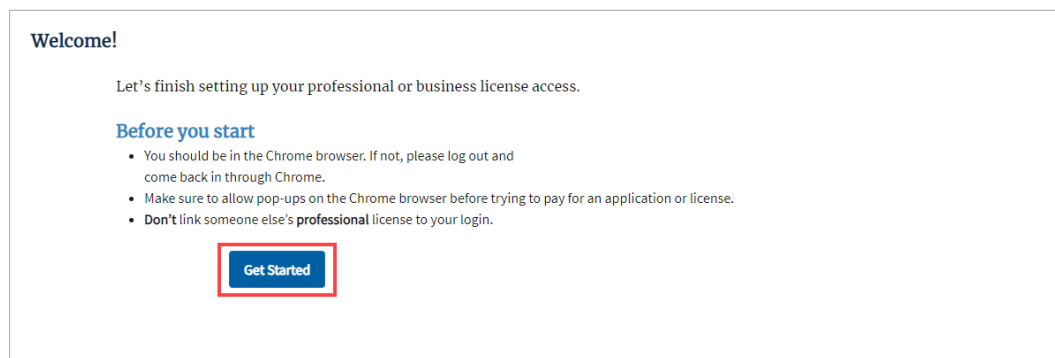 Welcome!
Let’s finish setting up your professional or business license access.
Before you start
• You should be in the Chrome browser. If not, please log out and
come back in through Chrome.
• Make sure to allow pop-ups on the Chrome browser before trying to pay for an application or license.
• Don’t link someone else’s professional license to your login.
Get Started